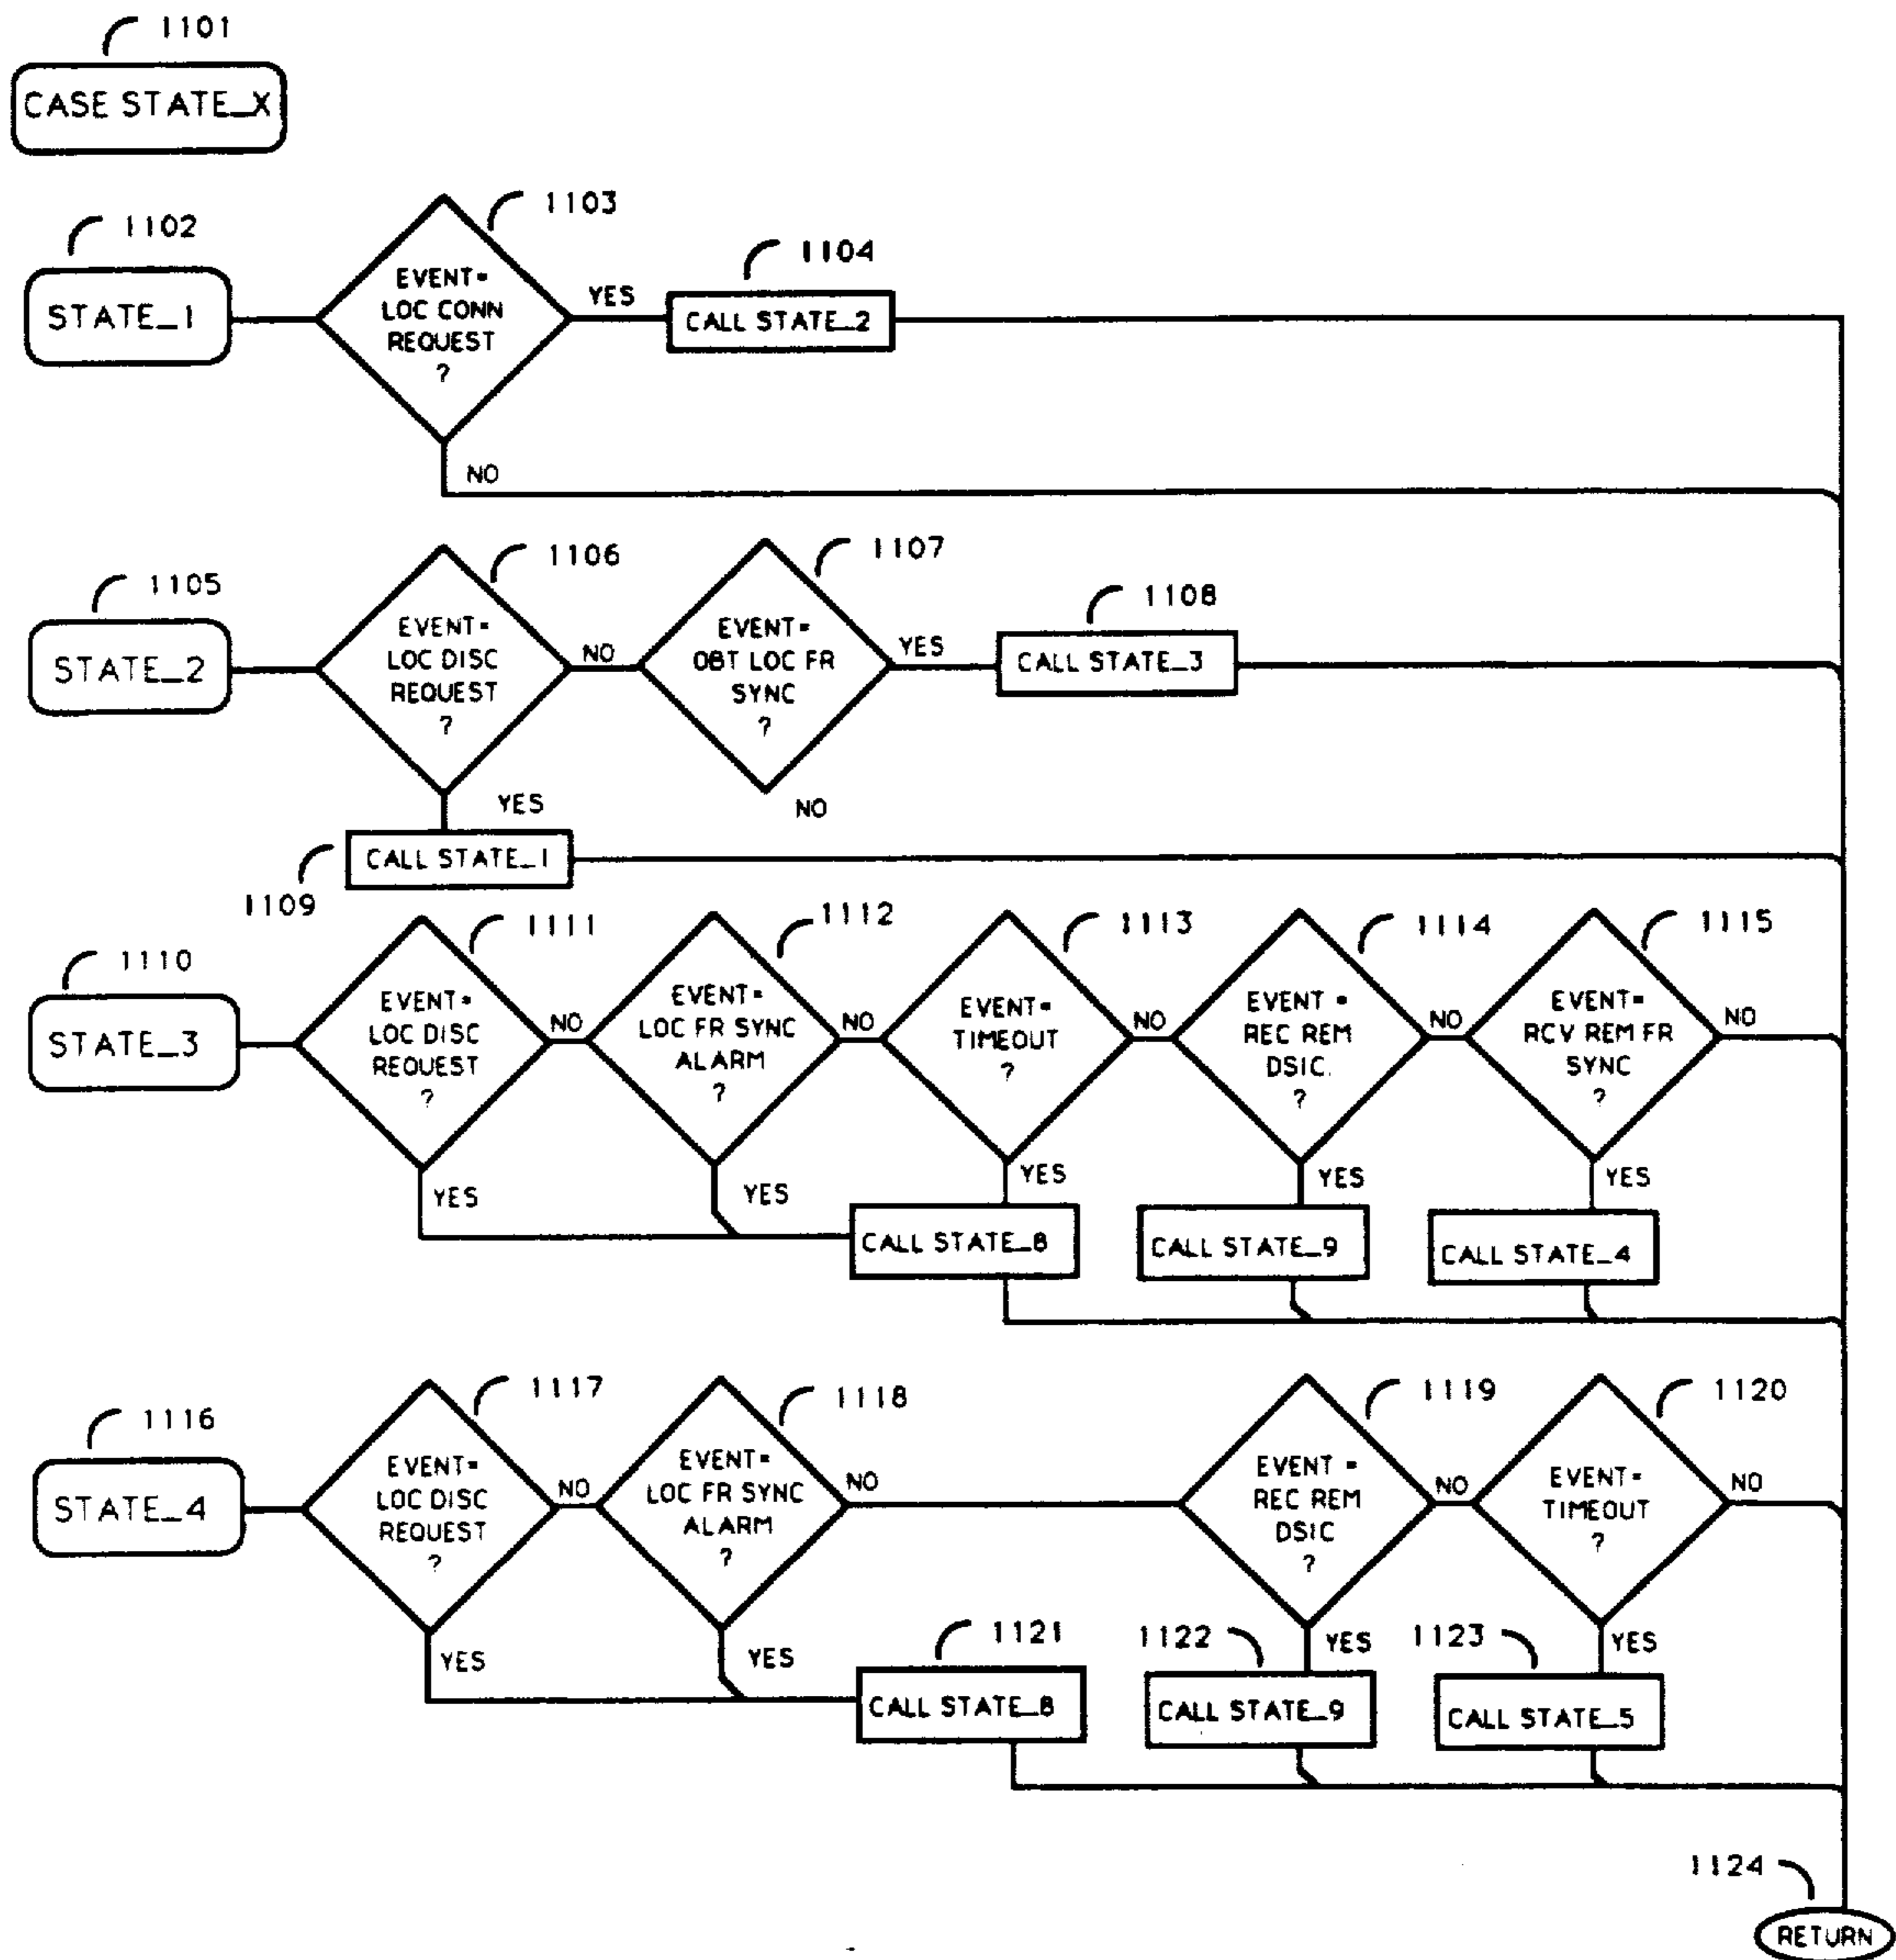 1101
CASE STATE_X
1102
STATE_1
1103
EVENT=
LOC CONN
REQUEST
?
YES
1104
CALL STATE_2
NO
1105
STATE_2
1106
EVENT=
LOC DISC
REQUEST
?
NO
1107
EVENT=
OBT LOC FR
SYNC
?
YES
1108
CALL STATE_3
NO
YES
CALL STATE_1
1109
1110
STATE_3
1111
EVENT=
LOC DISC
REQUEST
?
NO
1112
EVENT=
LOC FR SYNC
ALARM
?
NO
1113
EVENT=
TIMEOUT
?
NO
1114
EVENT =
REC REM
DSIC.
?
NO
1115
EVENT=
RCV REM FR
SYNC
?
NO
YES
YES
YES
YES
YES
CALL STATE_8
CALL STATE_9
CALL STATE_4
1116
STATE_4
1117
EVENT=
LOC DISC
REQUEST
?
NO
1118
EVENT=
LOC FR SYNC
ALARM
?
NO
1119
EVENT =
REC REM
DSIC
?
NO
1120
EVENT=
TIMEOUT
?
NO
YES
YES
1121
CALL STATE_8
1122
YES
CALL STATE_9
1123
YES
CALL STATE_5
1124
RETURN